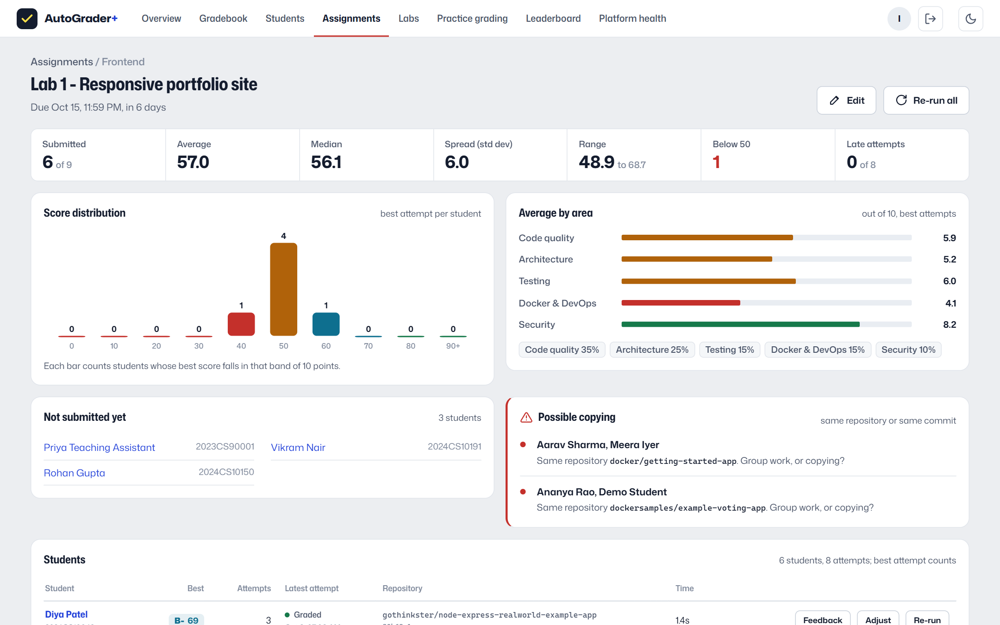 AutoGrader+
Overview Gradebook Students Assignments Labs Practice grading Leaderboard Platform health
I
Assignments / Frontend
Lab 1 - Responsive portfolio site
Due Oct 15, 11:59 PM, in 6 days
Edit Re-run all
Submitted Average Median Spread (std dev) Range Below 50 Late attempts
6 of 9 57.0 56.1 6.0 48.9 to 68.7 1 0 of 8
Score distribution best attempt per student
4
1 1
0 0 0 0 0 0 0
0 10 20 30 40 50 60 70 80 90+
Each bar counts students whose best score falls in that band of 10 points.
Average by area out of 10, best attempts
Code quality 5.9
Architecture 5.2
Testing 6.0
Docker & DevOps 4.1
Security 8.2
Code quality 35% Architecture 25% Testing 15% Docker & DevOps 15% Security 10%
Not submitted yet 3 students
Priya Teaching Assistant 2023CS90001 Vikram Nair 2024CS10191
Rohan Gupta 2024CS10150
Possible copying same repository or same commit
Aarav Sharma, Meera Iyer
Same repository docker/getting-started-app. Group work, or copying?
Ananya Rao, Demo Student
Same repository dockersamples/example-voting-app. Group work, or copying?
Students 6 students, 8 attempts; best attempt counts
Student Best Attempts Latest attempt Repository Time
Diya Patel B- 69 3 Graded gothinkster/node-express-realworld-example-app 1.4s Feedback Adjust Re-run